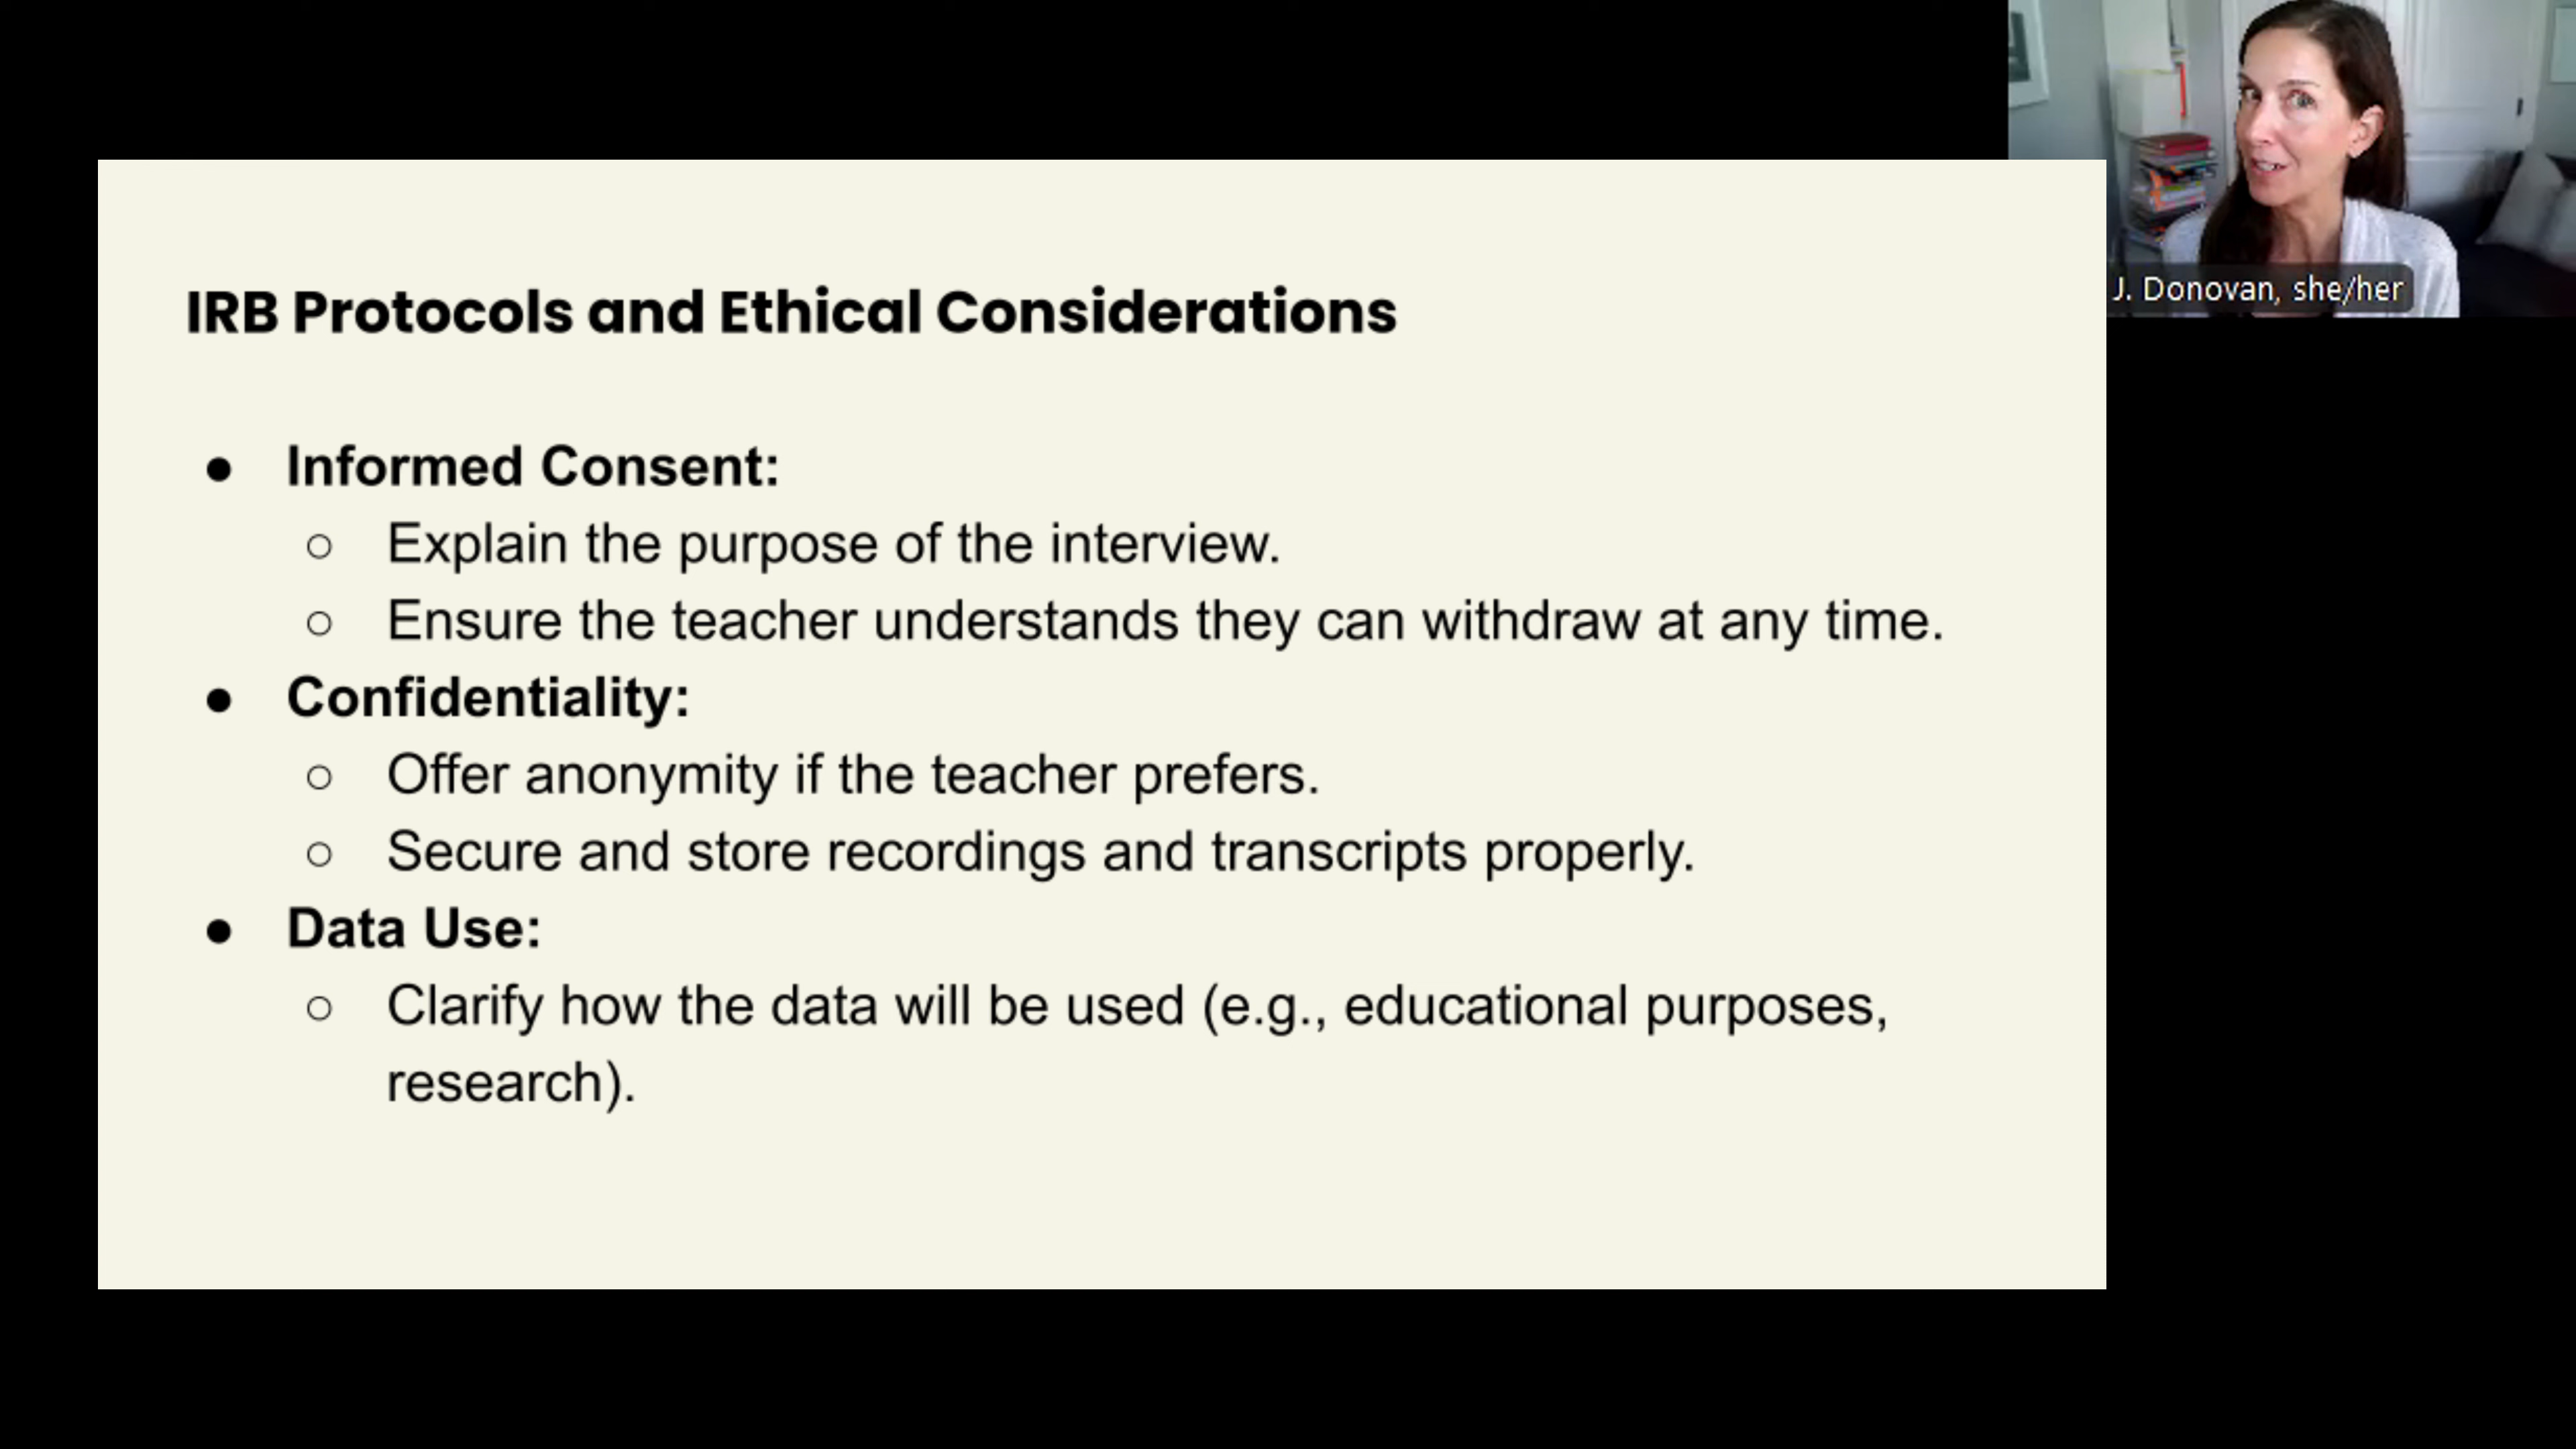 IRB Protocols and Ethical Considerations
● Informed Consent:
○ Explain the purpose of the interview.
○ Ensure the teacher understands they can withdraw at any time.
● Confidentiality:
○ Offer anonymity if the teacher prefers.
○ Secure and store recordings and transcripts properly.
● Data Use:
○ Clarify how the data will be used (e.g., educational purposes,
research).
J. Donovan, she/her